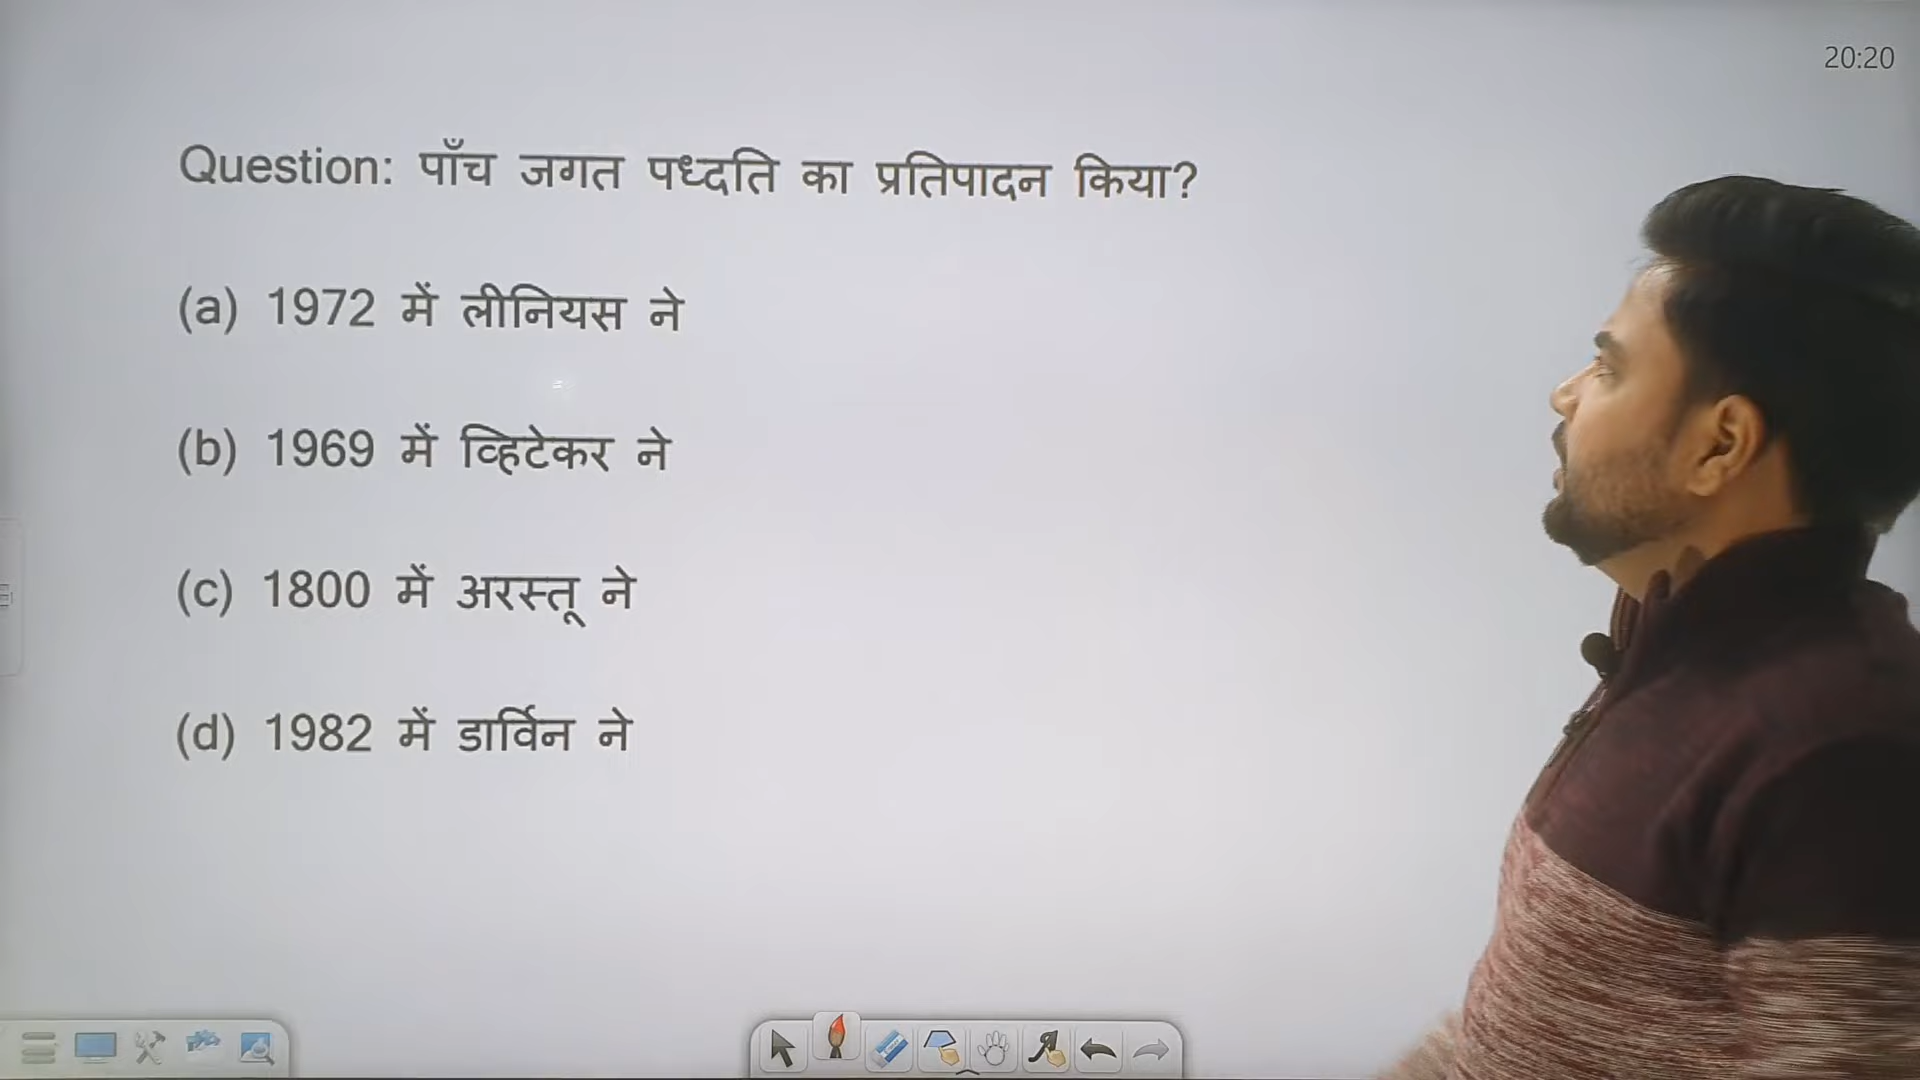 20:20
Question: पाँच जगत पध्दति का प्रतिपादन किया?
(a) 1972 में लीनियस ने
(b) 1969 में व्हिटेकर ने
(c) 1800 में अरस्तू ने
(d) 1982 में डार्विन ने